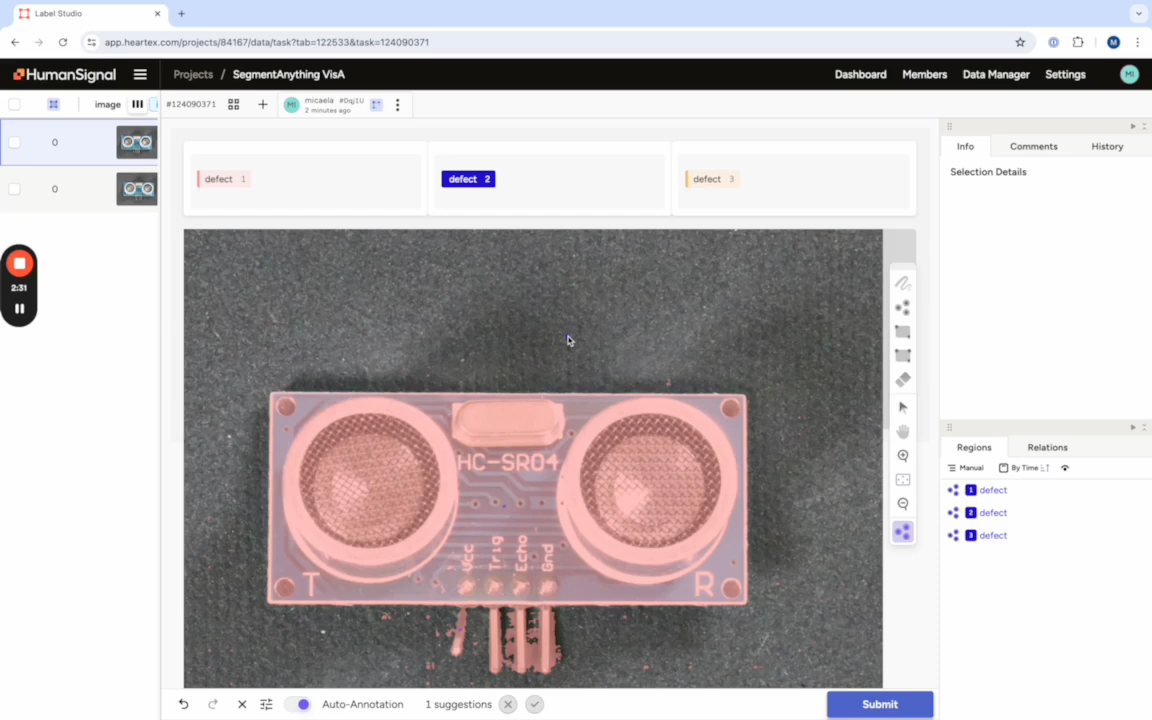 Label Studio
app.heartex.com/projects/84167/data/task?tab=122533&task=124090371
M
HumanSignal
Projects / SegmentAnything VisA
Dashboard
Members
Data Manager
Settings
MI
image
#124090371
MI
micaela #Dqj1U
2 minutes ago
0
0
2:31
defect 1
defect 2
defect 3
Info
Comments
History
Selection Details
HC-SR04
Vcc
Trig
Echo
Gnd
T
R
Regions
Relations
Manual
By Time
1 defect
2 defect
3 defect
Auto-Annotation
1 suggestions
Submit